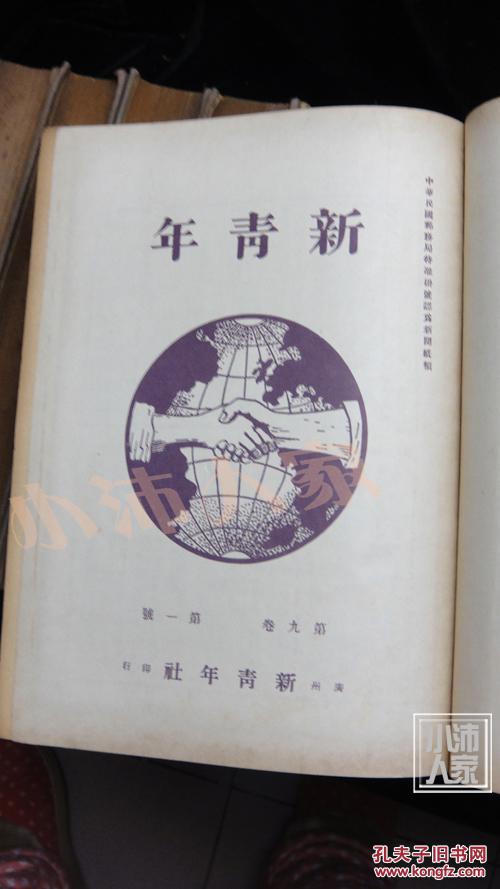 新青年
中華民國郵務局特准掛號認爲新聞紙類
第九卷 第一號
廣州新青年社印行
小沛人家
小沛
人家
孔夫子旧书网
www.kongfz.com